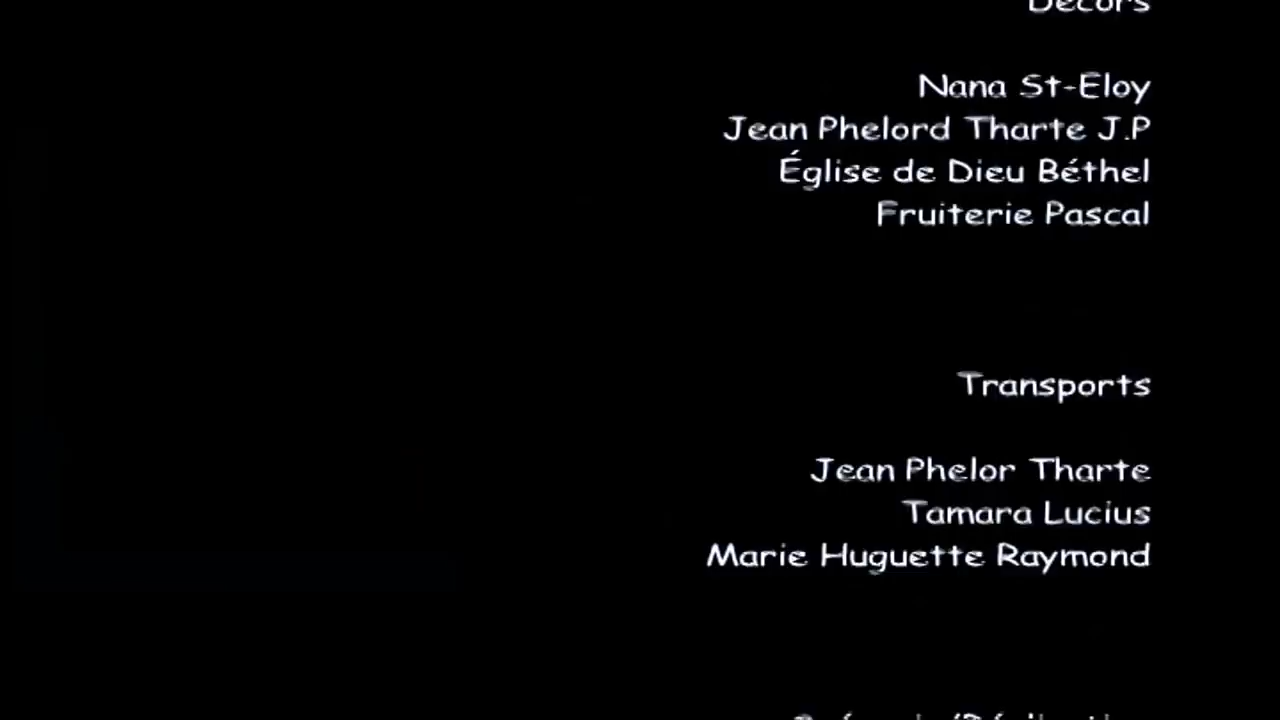 Décors
Nana St-Eloy
Jean Phelord Tharte J.P
Église de Dieu Béthel
Fruiterie Pascal
Transports
Jean Phelor Tharte
Tamara Lucius
Marie Huguette Raymond